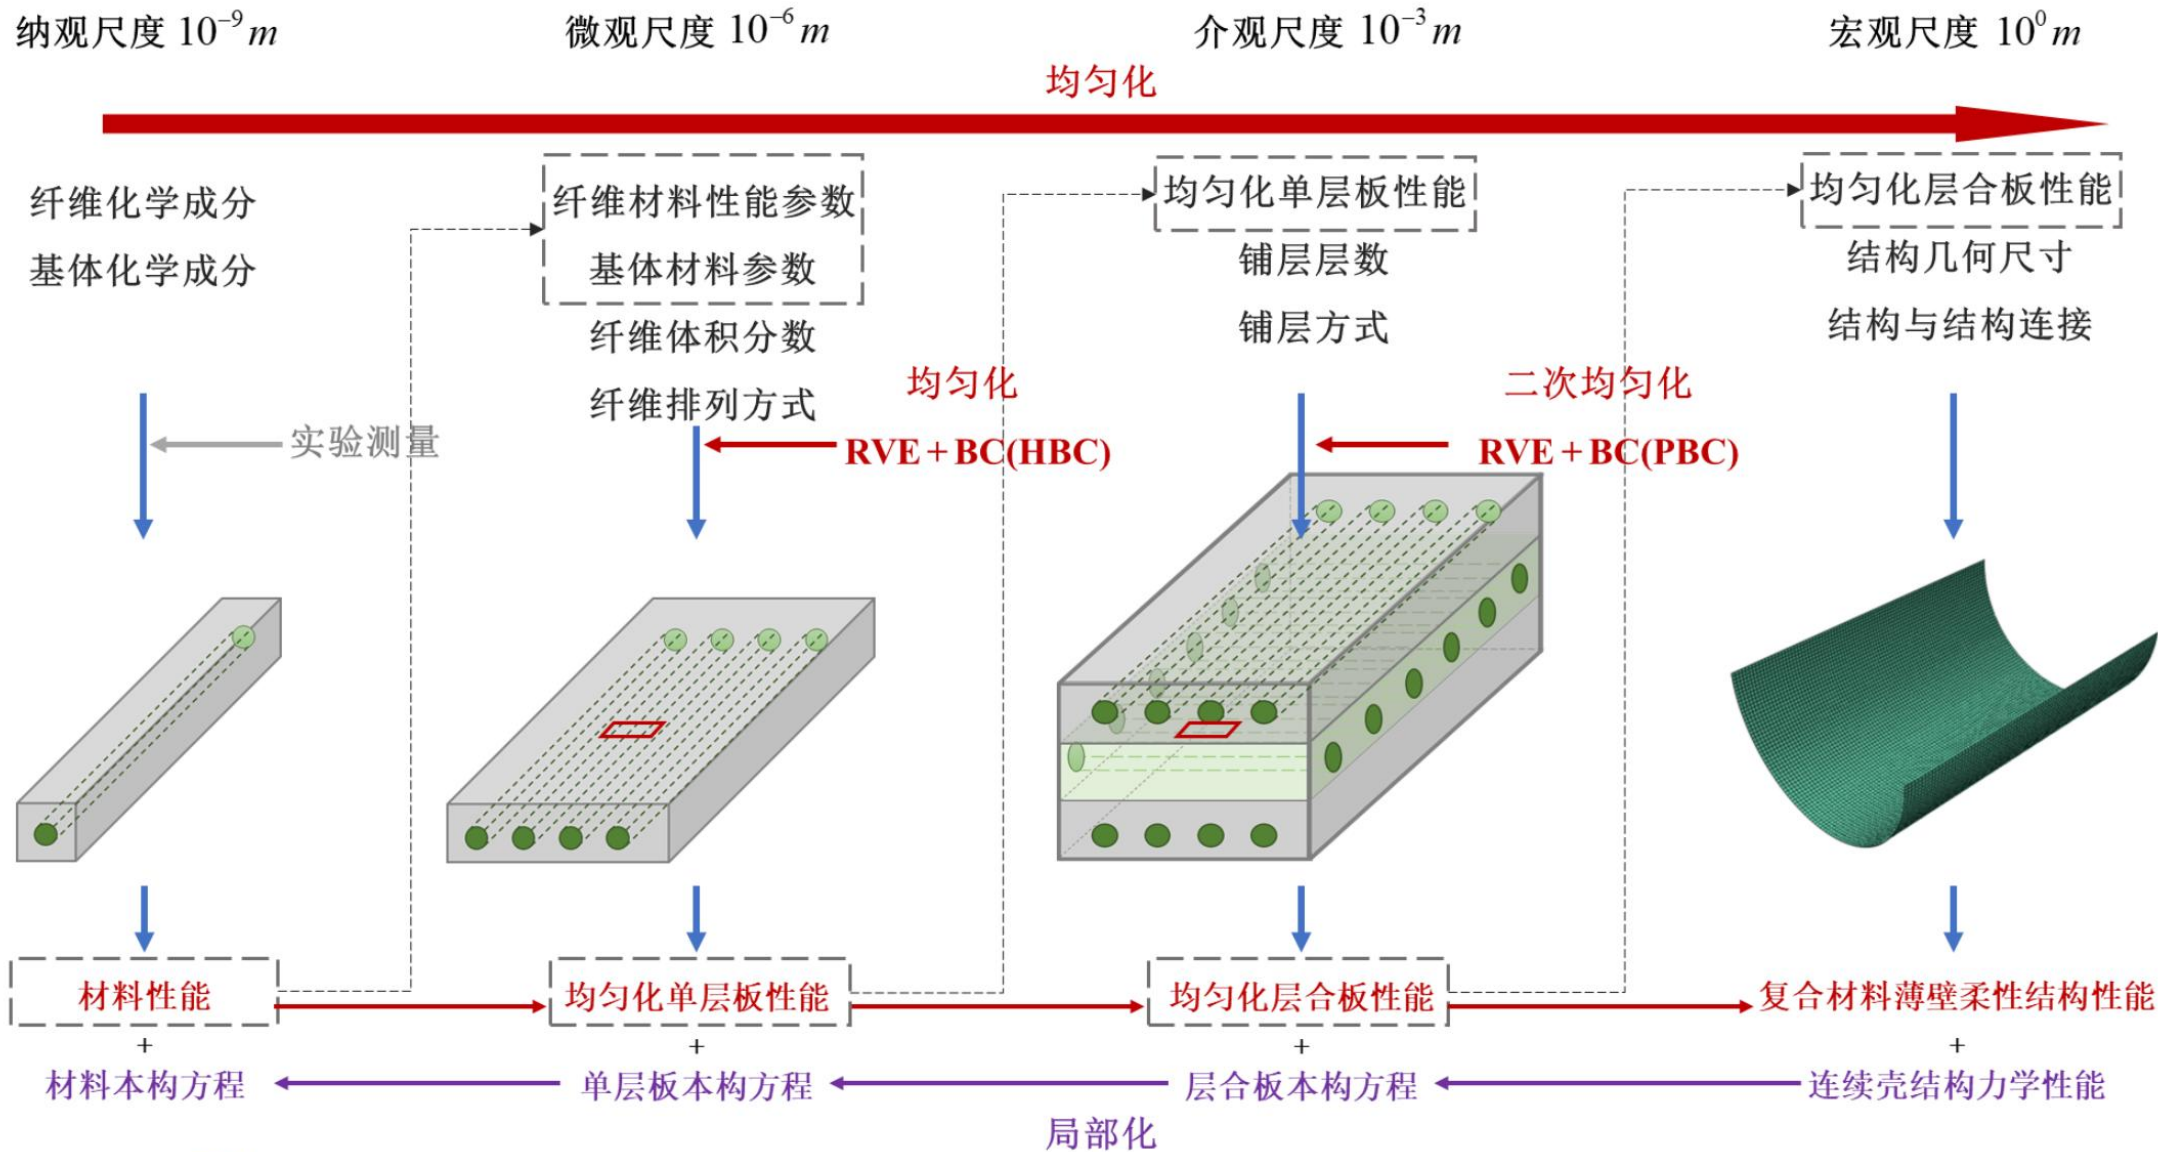 纳观尺度 10⁻⁹ m
微观尺度 10⁻⁶ m
介观尺度 10⁻³ m
宏观尺度 10⁰ m
均匀化
纤维化学成分
基体化学成分
实验测量
纤维材料性能参数
基体材料参数
纤维体积分数
纤维排列方式
均匀化
RVE+BC(HBC)
均匀化单层板性能
铺层层数
铺层方式
二次均匀化
RVE+BC(PBC)
均匀化层合板性能
结构几何尺寸
结构与结构连接
材料性能
均匀化单层板性能
均匀化层合板性能
复合材料薄壁柔性结构性能
+
+
+
+
材料本构方程
单层板本构方程
层合板本构方程
连续壳结构力学性能
局部化